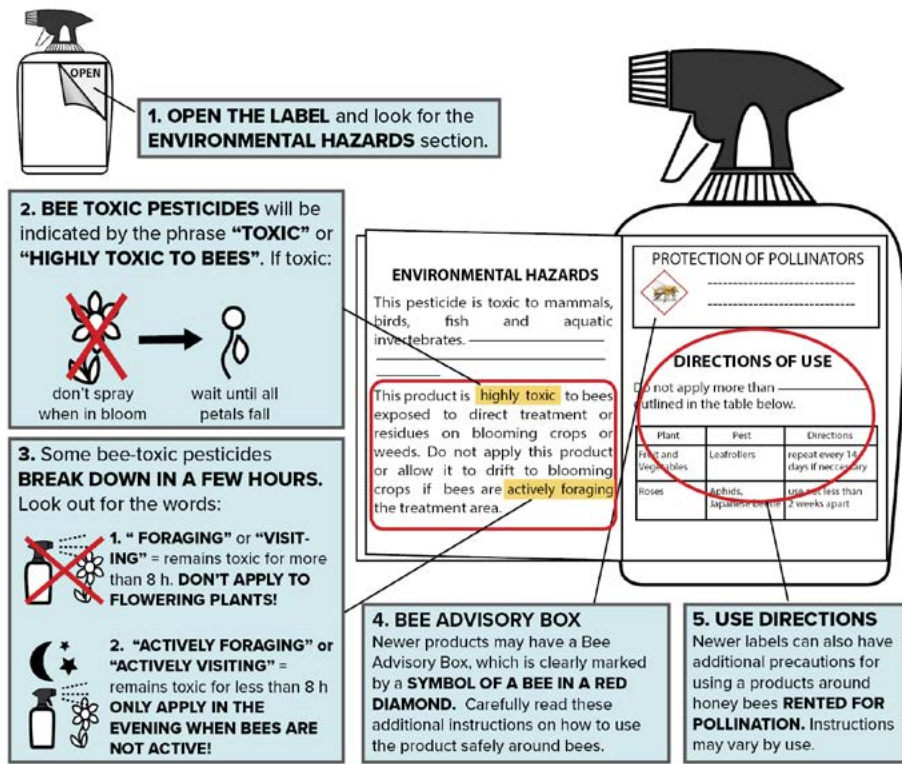 OPEN
1. OPEN THE LABEL and look for the
ENVIRONMENTAL HAZARDS section.
2. BEE TOXIC PESTICIDES will be
indicated by the phrase “TOXIC” or
“HIGHLY TOXIC TO BEES”. If toxic:
don’t spray
when in bloom
wait until all
petals fall
3. Some bee-toxic pesticides
BREAK DOWN IN A FEW HOURS.
Look out for the words:
1. “ FORAGING” or “VISIT-
ING” = remains toxic for more
than 8 h. DON’T APPLY TO
FLOWERING PLANTS!
2. “ACTIVELY FORAGING” or
“ACTIVELY VISITING” =
remains toxic for less than 8 h
ONLY APPLY IN THE
EVENING WHEN BEES ARE
NOT ACTIVE!
ENVIRONMENTAL HAZARDS
This pesticide is toxic to mammals,
birds, fish and aquatic
invertebrates.
This product is highly toxic to bees
exposed to direct treatment or
residues on blooming crops or
weeds. Do not apply this product
or allow it to drift to blooming
crops if bees are actively foraging
the treatment area.
PROTECTION OF POLLINATORS
DIRECTIONS OF USE
Do not apply more than
outlined in the table below.
Plant Pest Directions
Fruit and Vegetables Leafrollers repeat every 14 days if neccessary
Roses Aphids, Japanese Beetle use not less than 2 weeks apart
4. BEE ADVISORY BOX
Newer products may have a Bee
Advisory Box, which is clearly marked
by a SYMBOL OF A BEE IN A RED
DIAMOND. Carefully read these
additional instructions on how to use
the product safely around bees.
5. USE DIRECTIONS
Newer labels can also have
additional precautions for
using a products around
honey bees RENTED FOR
POLLINATION. Instructions
may vary by use.